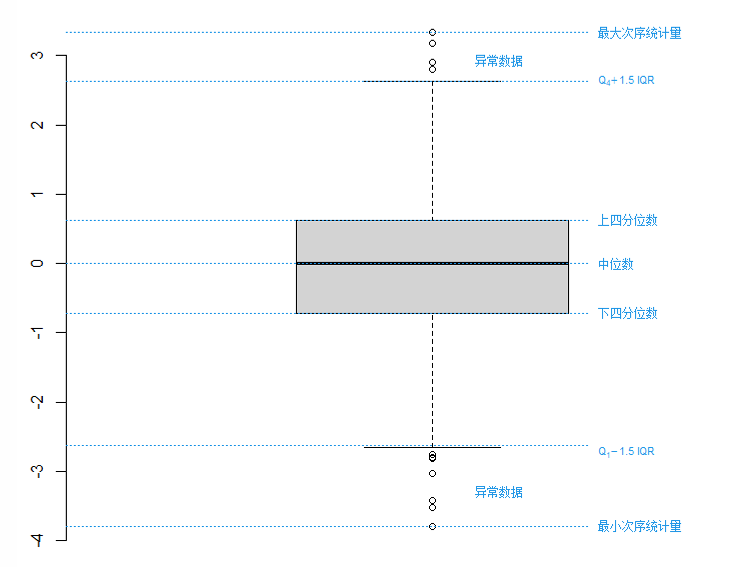 最大次序统计量
3
异常数据
Q4+ 1.5 IQR
2
1
上四分位数
0
中位数
下四分位数
-1
-2
Q1− 1.5 IQR
-3
异常数据
最小次序统计量
-4